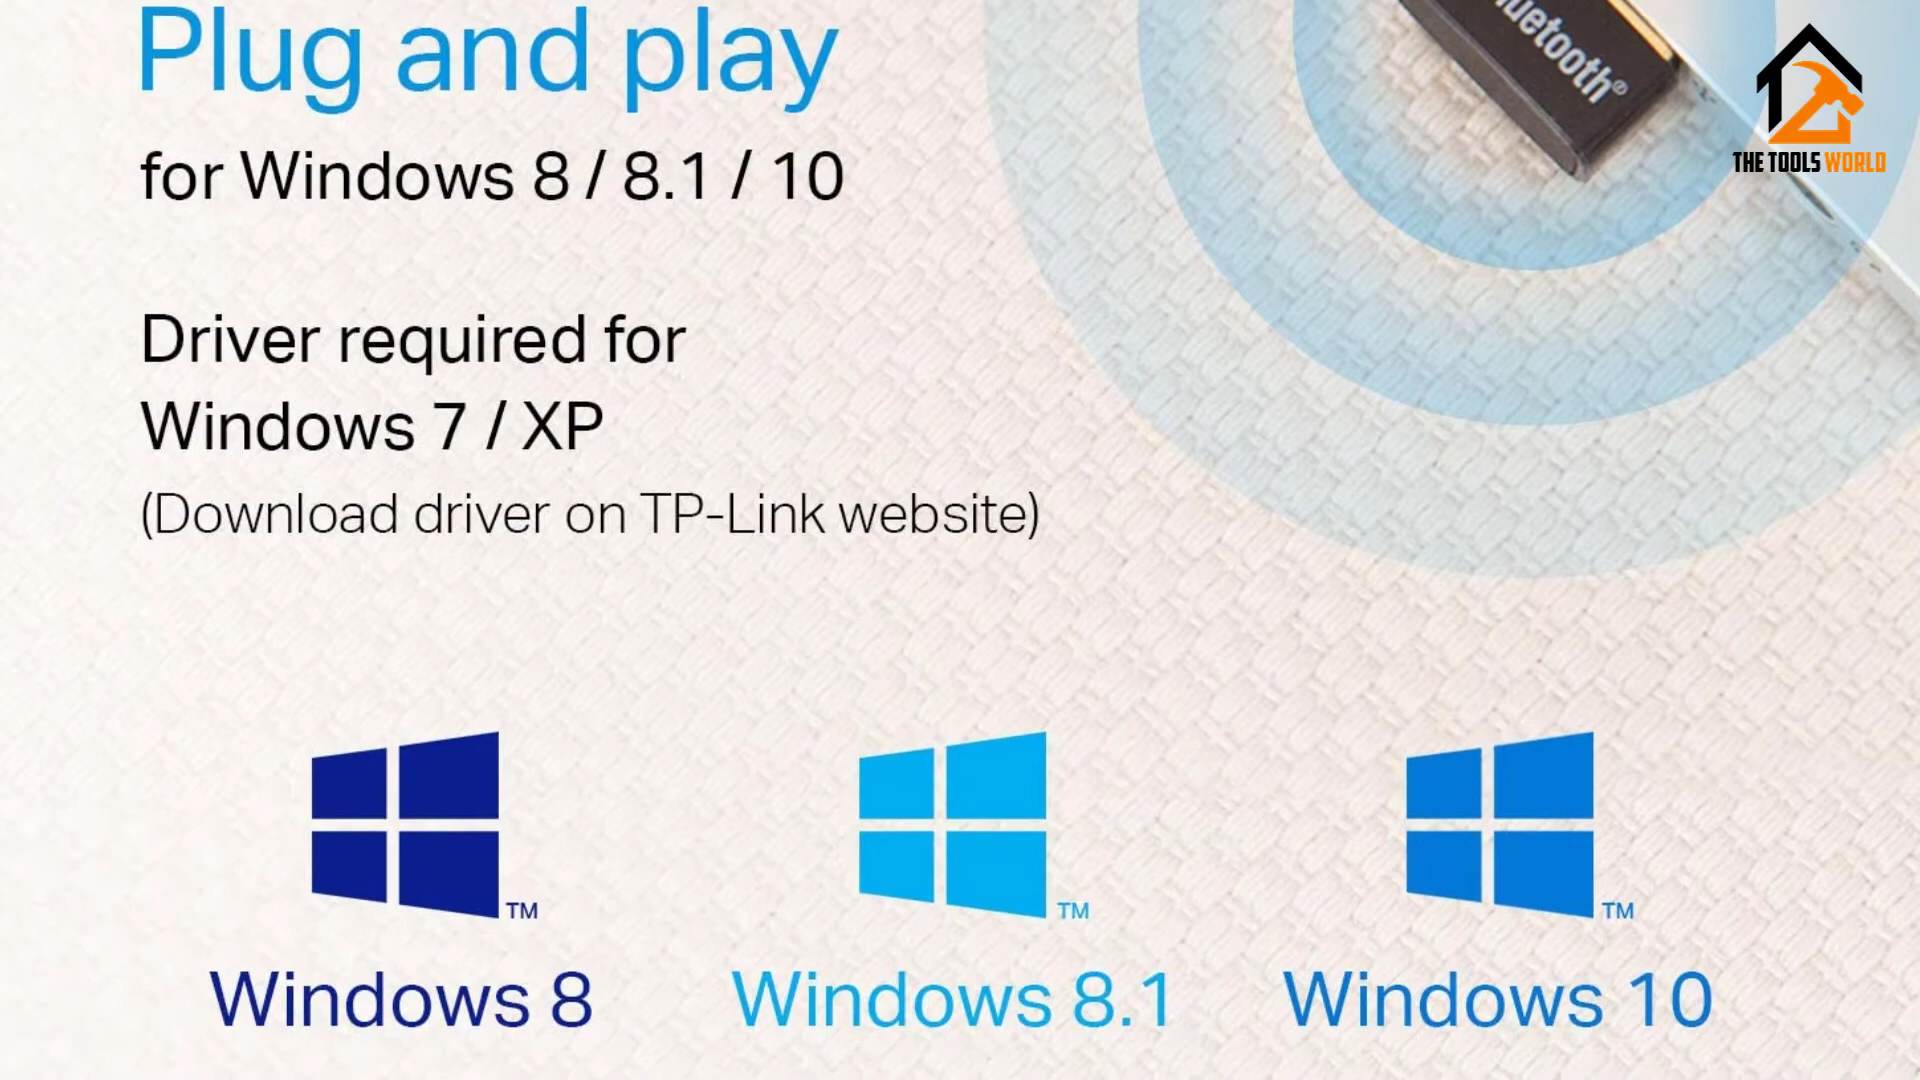 Plug and play
for Windows 8 / 8.1 / 10
Driver required for
Windows 7 / XP
(Download driver on TP-Link website)
THE TOOLS WORLD
TM
TM
TM
Windows 8
Windows 8.1
Windows 10